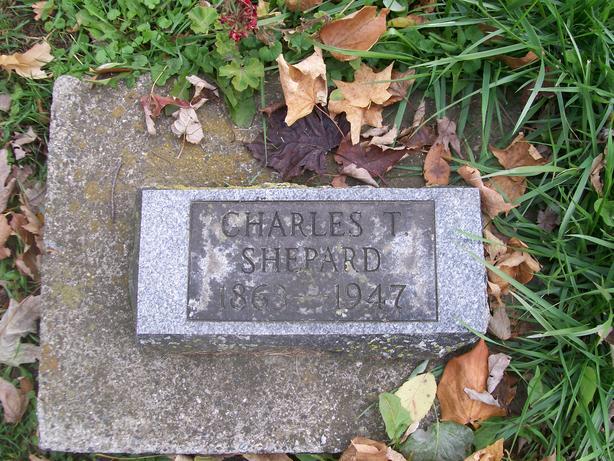 CHARLES T.
SHEPARD
1863 - 1947